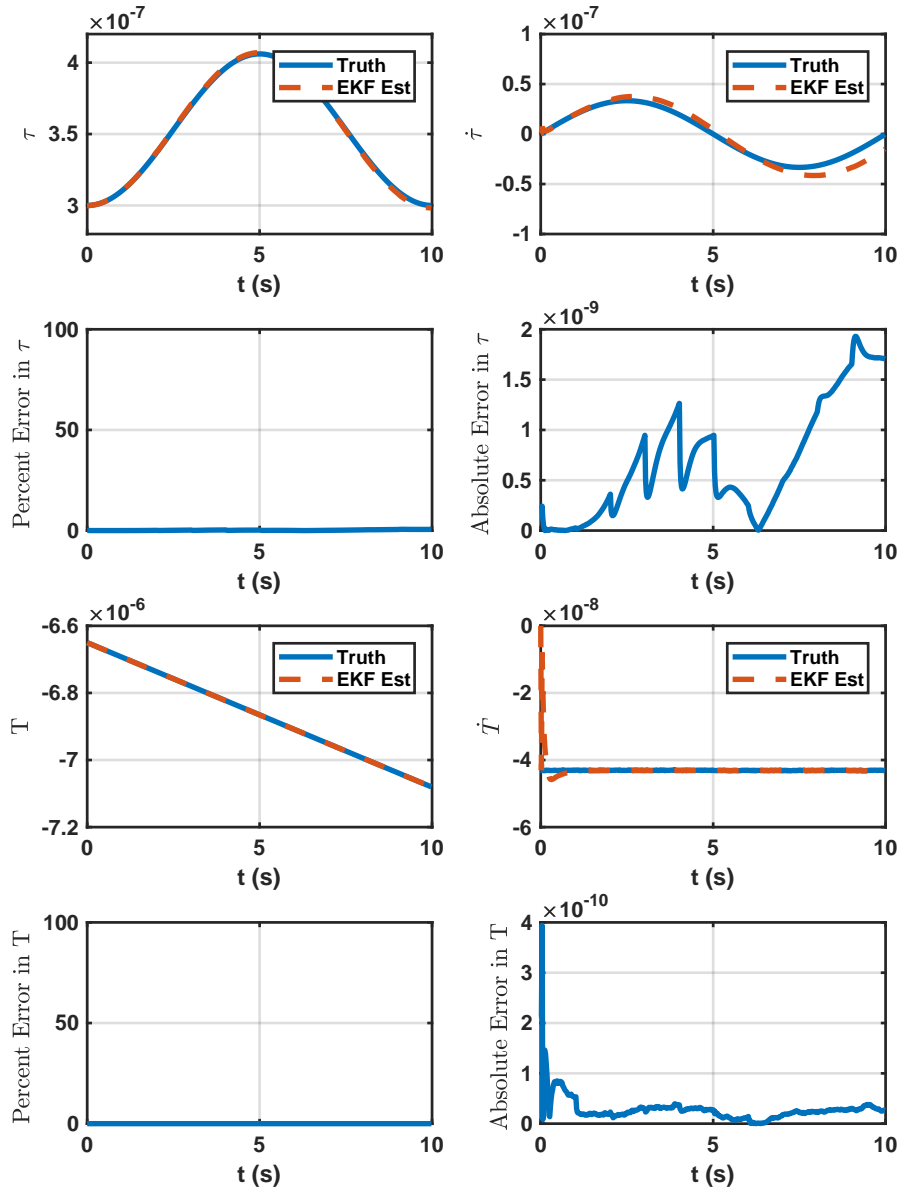 ×10⁻⁷
4
3.5
3
τ
0
5
10
t (s)
Truth
EKF Est
×10⁻⁷
1
0.5
0
-0.5
-1
τ̇
0
5
10
t (s)
Truth
EKF Est
100
50
0
Percent Error in τ
0
5
10
t (s)
×10⁻⁹
2
1.5
1
0.5
0
Absolute Error in τ
0
5
10
t (s)
×10⁻⁶
-6.6
-6.8
-7
-7.2
T
0
5
10
t (s)
Truth
EKF Est
×10⁻⁸
0
-2
-4
-6
Ṫ
0
5
10
t (s)
Truth
EKF Est
100
50
0
Percent Error in T
0
5
10
t (s)
×10⁻¹⁰
4
3
2
1
0
Absolute Error in T
0
5
10
t (s)